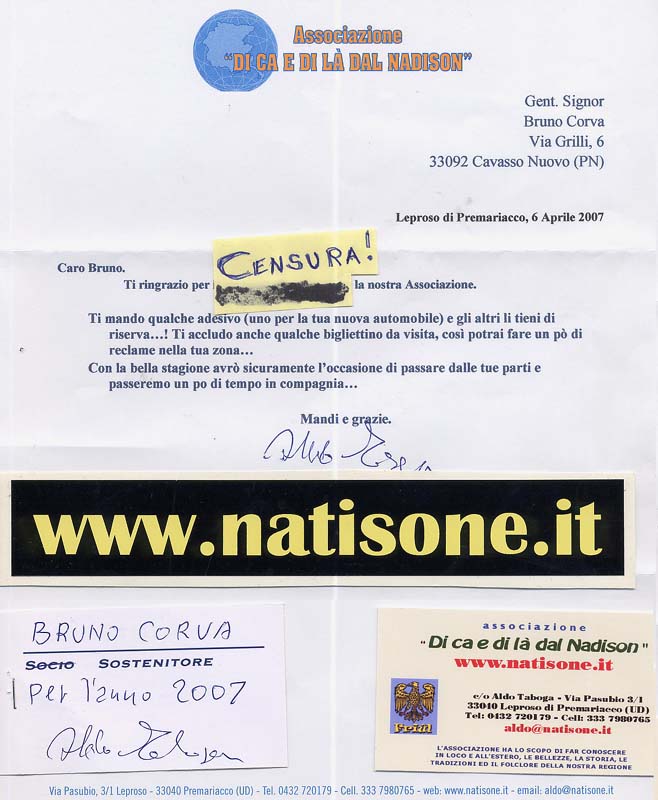 Associazione
"DI CA E DI LÀ DAL NADISON"
Gent. Signor
Bruno Corva
Via Grilli, 6
33092 Cavasso Nuovo (PN)
Leproso di Premariacco, 6 Aprile 2007
Caro Bruno.
CENSURA!
Ti ringrazio per la nostra Associazione.
Ti mando qualche adesivo (uno per la tua nuova automobile) e gli altri li tieni di
riserva…! Ti accludo anche qualche bigliettino da visita, così potrai fare un pò di
reclame nella tua zona…
Con la bella stagione avrò sicuramente l'occasione di passare dalle tue parti e
passeremo un po di tempo in compagnia…
Mandi e grazie.
www.natisone.it
BRUNO CORVA
Socio SOSTENITORE
Per l'anno 2007
Aldo Taboga
associazione
"Di ca e di là dal Nadison"
www.natisone.it
c/o Aldo Taboga - Via Pasubio 3/1
33040 Leproso di Premariacco (UD)
Tel: 0432 720179 - Cell: 333 7980765
aldo@natisone.it
Friûl
L'ASSOCIAZIONE HA LO SCOPO DI FAR CONOSCERE
IN LOCO E ALL'ESTERO, LE BELLEZZE, LA STORIA, LE
TRADIZIONI ED IL FOLCLORE DELLA NOSTRA REGIONE
Via Pasubio, 3/1 Leproso - 33040 Premariacco (UD) - Tel. 0432 720179 - Cell. 333 7980765 - web: www.natisone.it - email: aldo@natisone.it